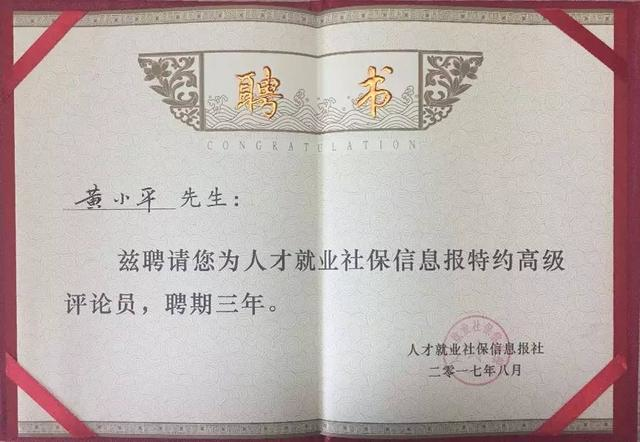 聘书
CONGRATULATION
黄小平 先生：
兹聘请您为人才就业社保信息报特约高级
评论员，聘期三年。
人才就业社保信息报社
二零一七年八月